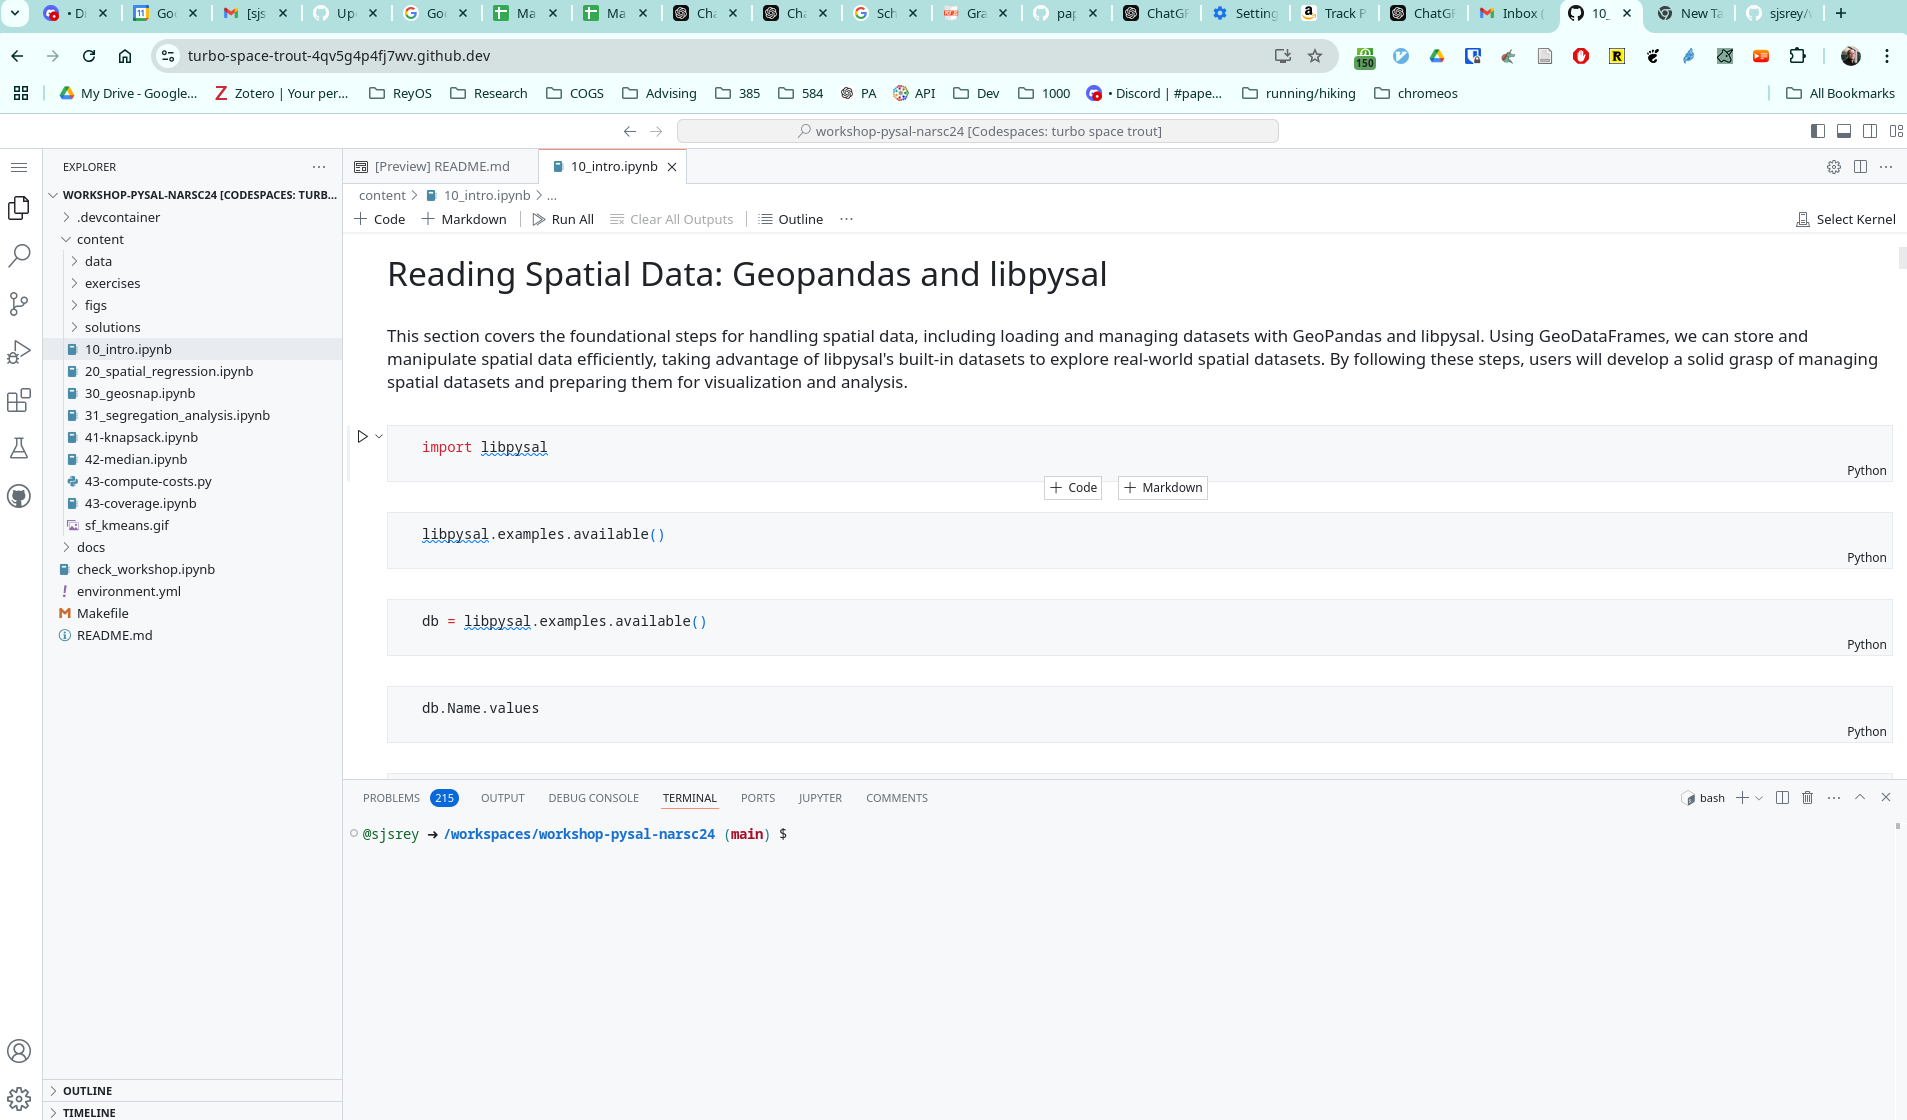 • Di
Goo
[sjs
Up
Goo
Ma
Ma
Cha
Cha
Sch
Gra
pap
ChatGP
Setting
Track P
ChatGP
Inbox (
10_
New Ta
sjsrey/
turbo-space-trout-4qv5g4p4fj7wv.github.dev
150
My Drive - Google...
Zotero | Your per...
ReyOS
Research
COGS
Advising
385
584
PA
API
Dev
1000
• Discord | #pape...
running/hiking
chromeos
All Bookmarks
workshop-pysal-narsc24 [Codespaces: turbo space trout]
EXPLORER
WORKSHOP-PYSAL-NARSC24 [CODESPACES: TURB...
.devcontainer
content
data
exercises
figs
solutions
10_intro.ipynb
20_spatial_regression.ipynb
30_geosnap.ipynb
31_segregation_analysis.ipynb
41-knapsack.ipynb
42-median.ipynb
43-compute-costs.py
43-coverage.ipynb
sf_kmeans.gif
docs
check_workshop.ipynb
environment.yml
Makefile
README.md
OUTLINE
TIMELINE
[Preview] README.md
10_intro.ipynb
content > 10_intro.ipynb > ...
+ Code + Markdown Run All Clear All Outputs Outline ...
Select Kernel
Reading Spatial Data: Geopandas and libpysal
This section covers the foundational steps for handling spatial data, including loading and managing datasets with GeoPandas and libpysal. Using GeoDataFrames, we can store and
manipulate spatial data efficiently, taking advantage of libpysal's built-in datasets to explore real-world spatial datasets. By following these steps, users will develop a solid grasp of managing
spatial datasets and preparing them for visualization and analysis.
import libpysal
Python
+ Code
+ Markdown
libpysal.examples.available()
Python
db = libpysal.examples.available()
Python
db.Name.values
Python
PROBLEMS 215 OUTPUT DEBUG CONSOLE TERMINAL PORTS JUPYTER COMMENTS
bash
@sjsrey ➜ /workspaces/workshop-pysal-narsc24 (main) $